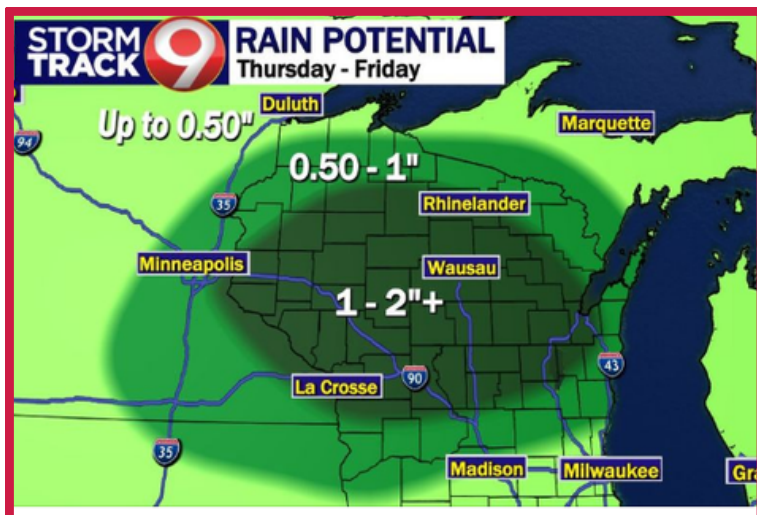 STORM
TRACK
9
RAIN POTENTIAL
Thursday - Friday
Duluth
Up to 0.50"
Marquette
94
0.50 - 1"
35
Rhinelander
Minneapolis
Wausau
1 - 2"+
43
90
La Crosse
35
Madison
Milwaukee
Gra